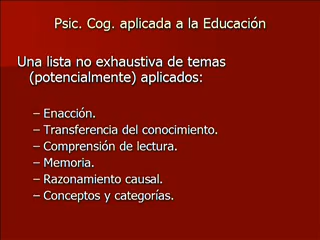 Psic. Cog. aplicada a la Educación
Una lista no exhaustiva de temas
(potencialmente) aplicados:
– Enacción.
– Transferencia del conocimiento.
– Comprensión de lectura.
– Memoria.
– Razonamiento causal.
– Conceptos y categorías.